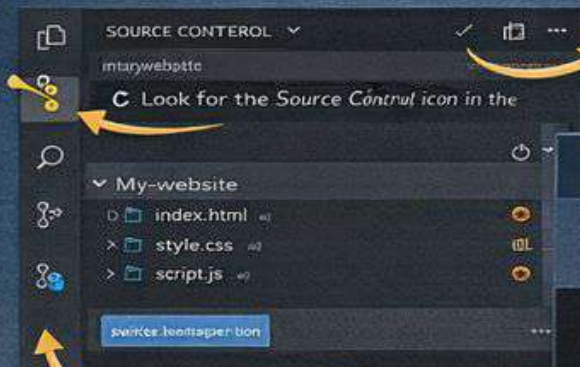 SOURCE CONTEROL
C Look for the Source Contrul icon in the
My-website
index.html
style.css
script.js